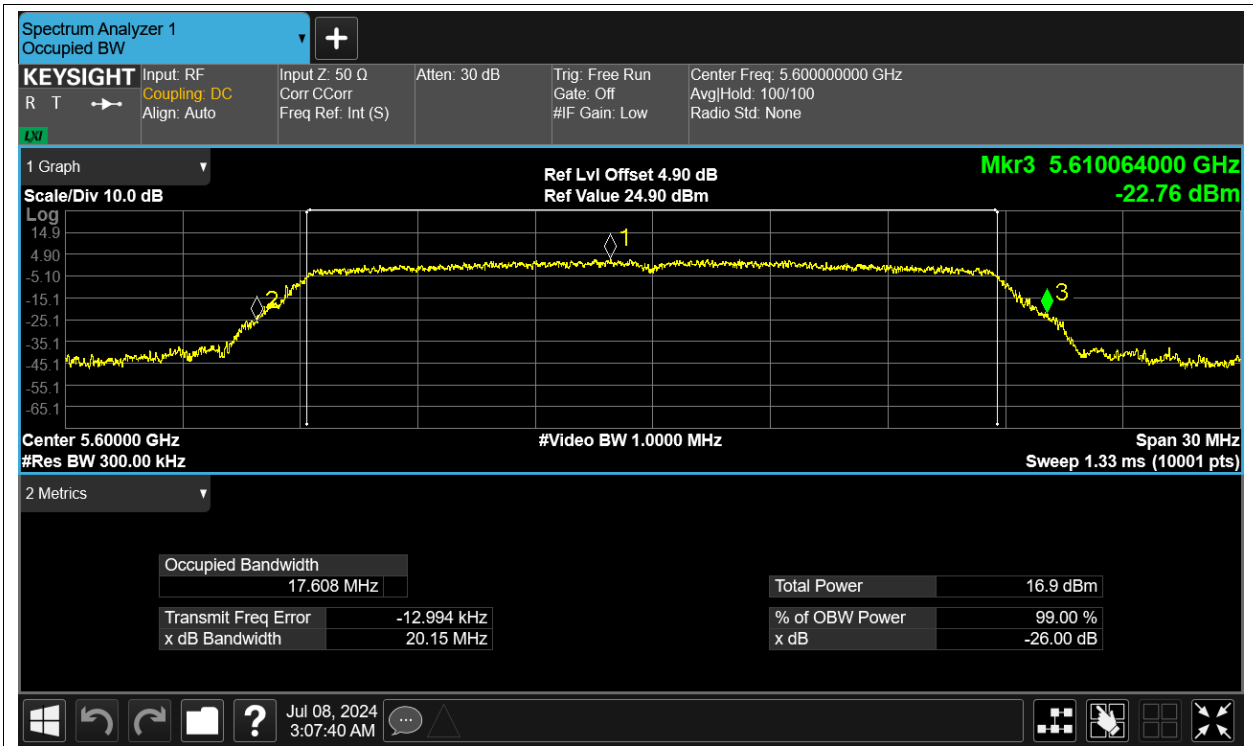 Spectrum Analyzer 1
Occupied BW
KEYSIGHT
R T
LXI
Input: RF
Coupling: DC
Align: Auto
Input Z: 50 Ω
Corr CCorr
Freq Ref: Int (S)
Atten: 30 dB
Trig: Free Run
Gate: Off
#IF Gain: Low
Center Freq: 5.600000000 GHz
Avg|Hold: 100/100
Radio Std: None
1 Graph
Scale/Div 10.0 dB
Ref Lvl Offset 4.90 dB
Ref Value 24.90 dBm
Mkr3 5.610064000 GHz
-22.76 dBm
Log
14.9
4.90
-5.10
-15.1
-25.1
-35.1
-45.1
-55.1
-65.1
1
2
3
Center 5.60000 GHz
#Res BW 300.00 kHz
#Video BW 1.0000 MHz
Span 30 MHz
Sweep 1.33 ms (10001 pts)
2 Metrics
Occupied Bandwidth
17.608 MHz
Transmit Freq Error -12.994 kHz
x dB Bandwidth 20.15 MHz
Total Power 16.9 dBm
% of OBW Power 99.00 %
x dB -26.00 dB
?
Jul 08, 2024
3:07:40 AM